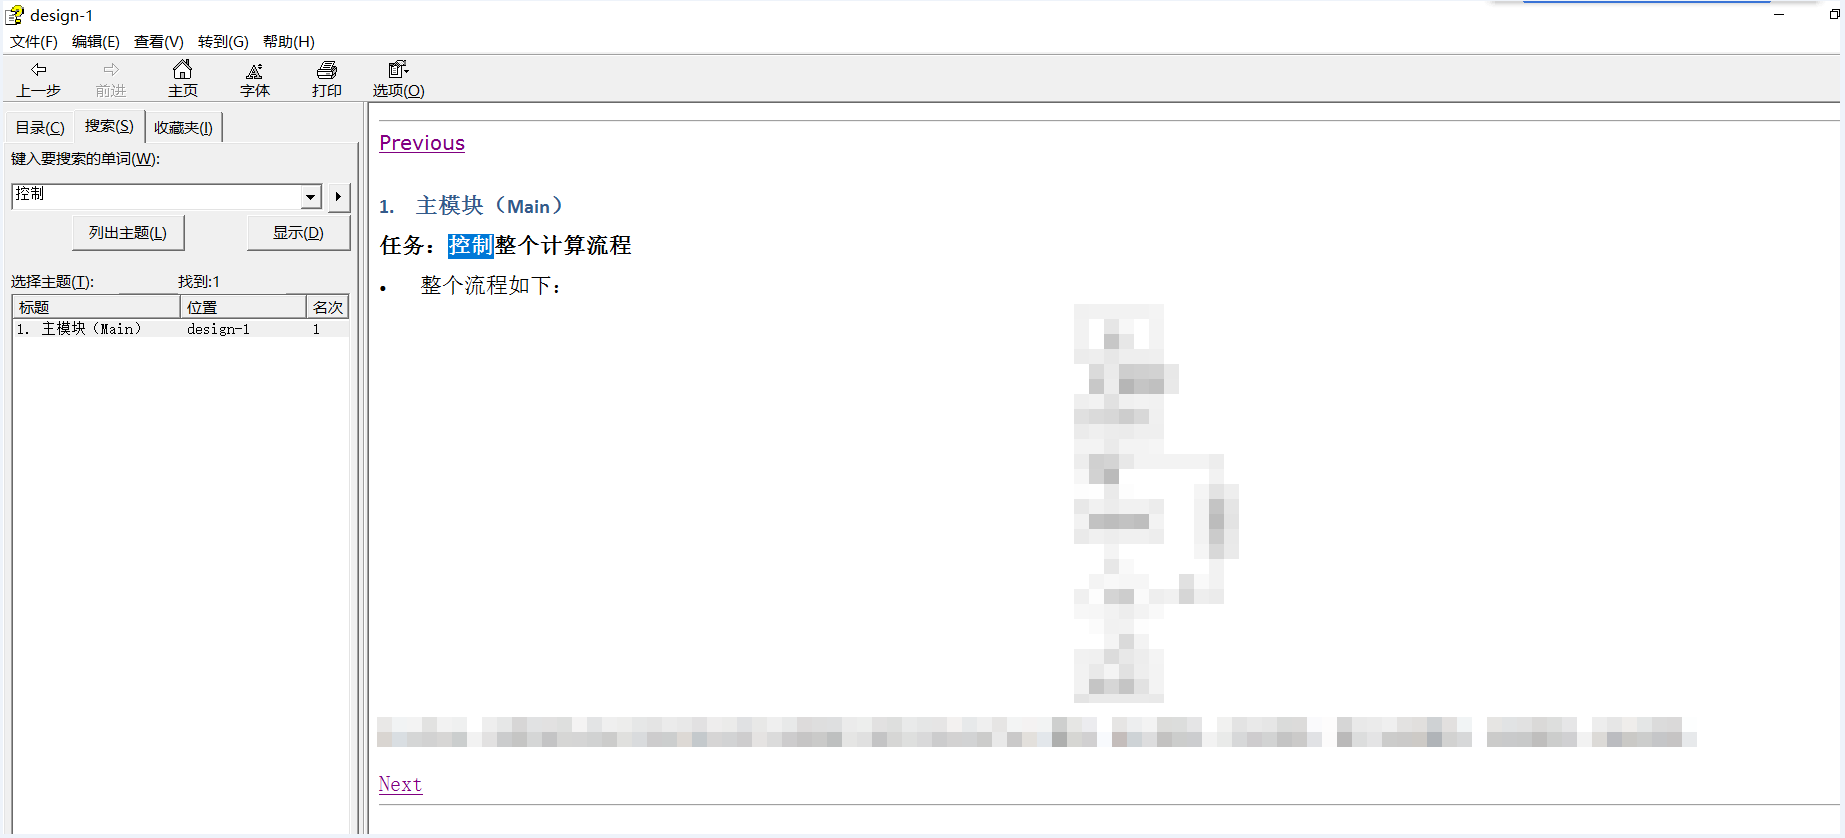 design-1
文件(F) 编辑(E) 查看(V) 转到(G) 帮助(H)
上一步 前进 主页 字体 打印 选项(O)
目录(C) 搜索(S) 收藏夹(I)
键入要搜索的单词(W):
控制
列出主题(L) 显示(D)
选择主题(T): 找到:1
标题 位置 名次
1. 主模块（Main） design-1 1
Previous
1. 主模块（Main）
任务：控制整个计算流程
• 整个流程如下：
Next